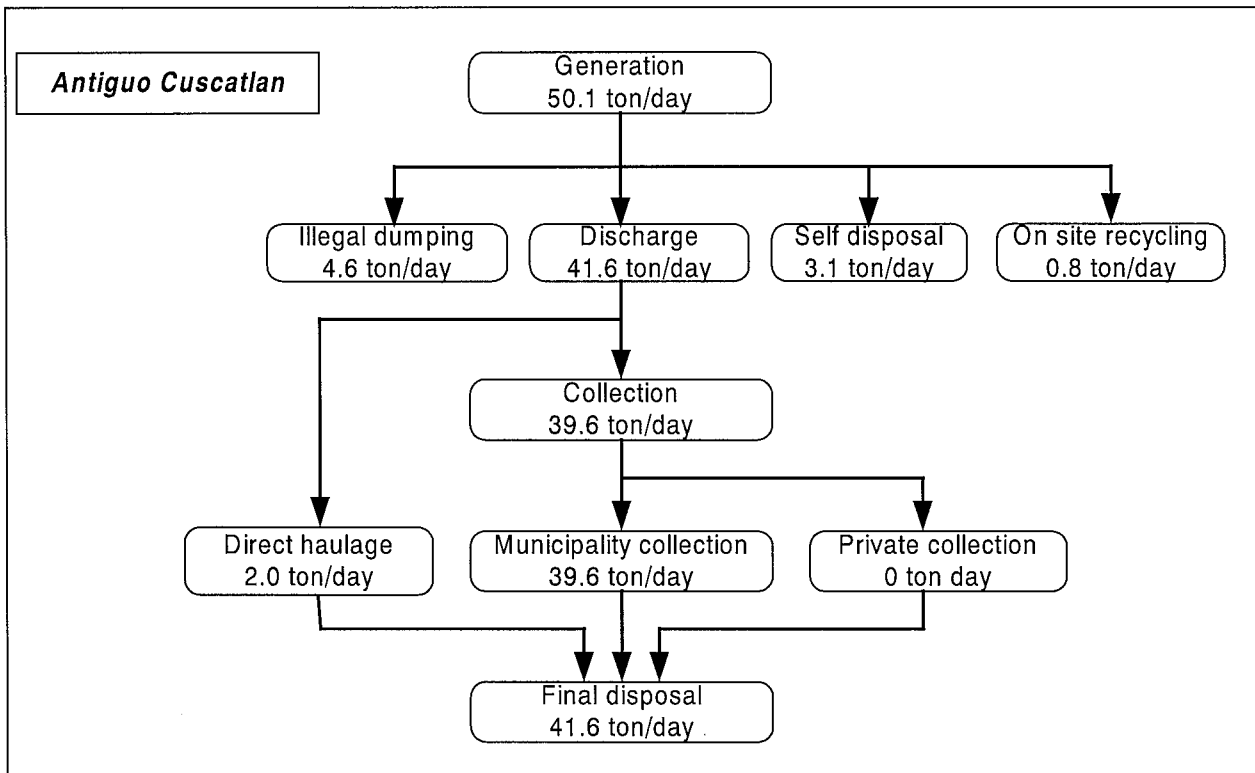 Antiguo Cuscatlan
Generation
50.1 ton/day
Illegal dumping
4.6 ton/day
Discharge
41.6 ton/day
Self disposal
3.1 ton/day
On site recycling
0.8 ton/day
Collection
39.6 ton/day
Direct haulage
2.0 ton/day
Municipality collection
39.6 ton/day
Private collection
0 ton day
Final disposal
41.6 ton/day